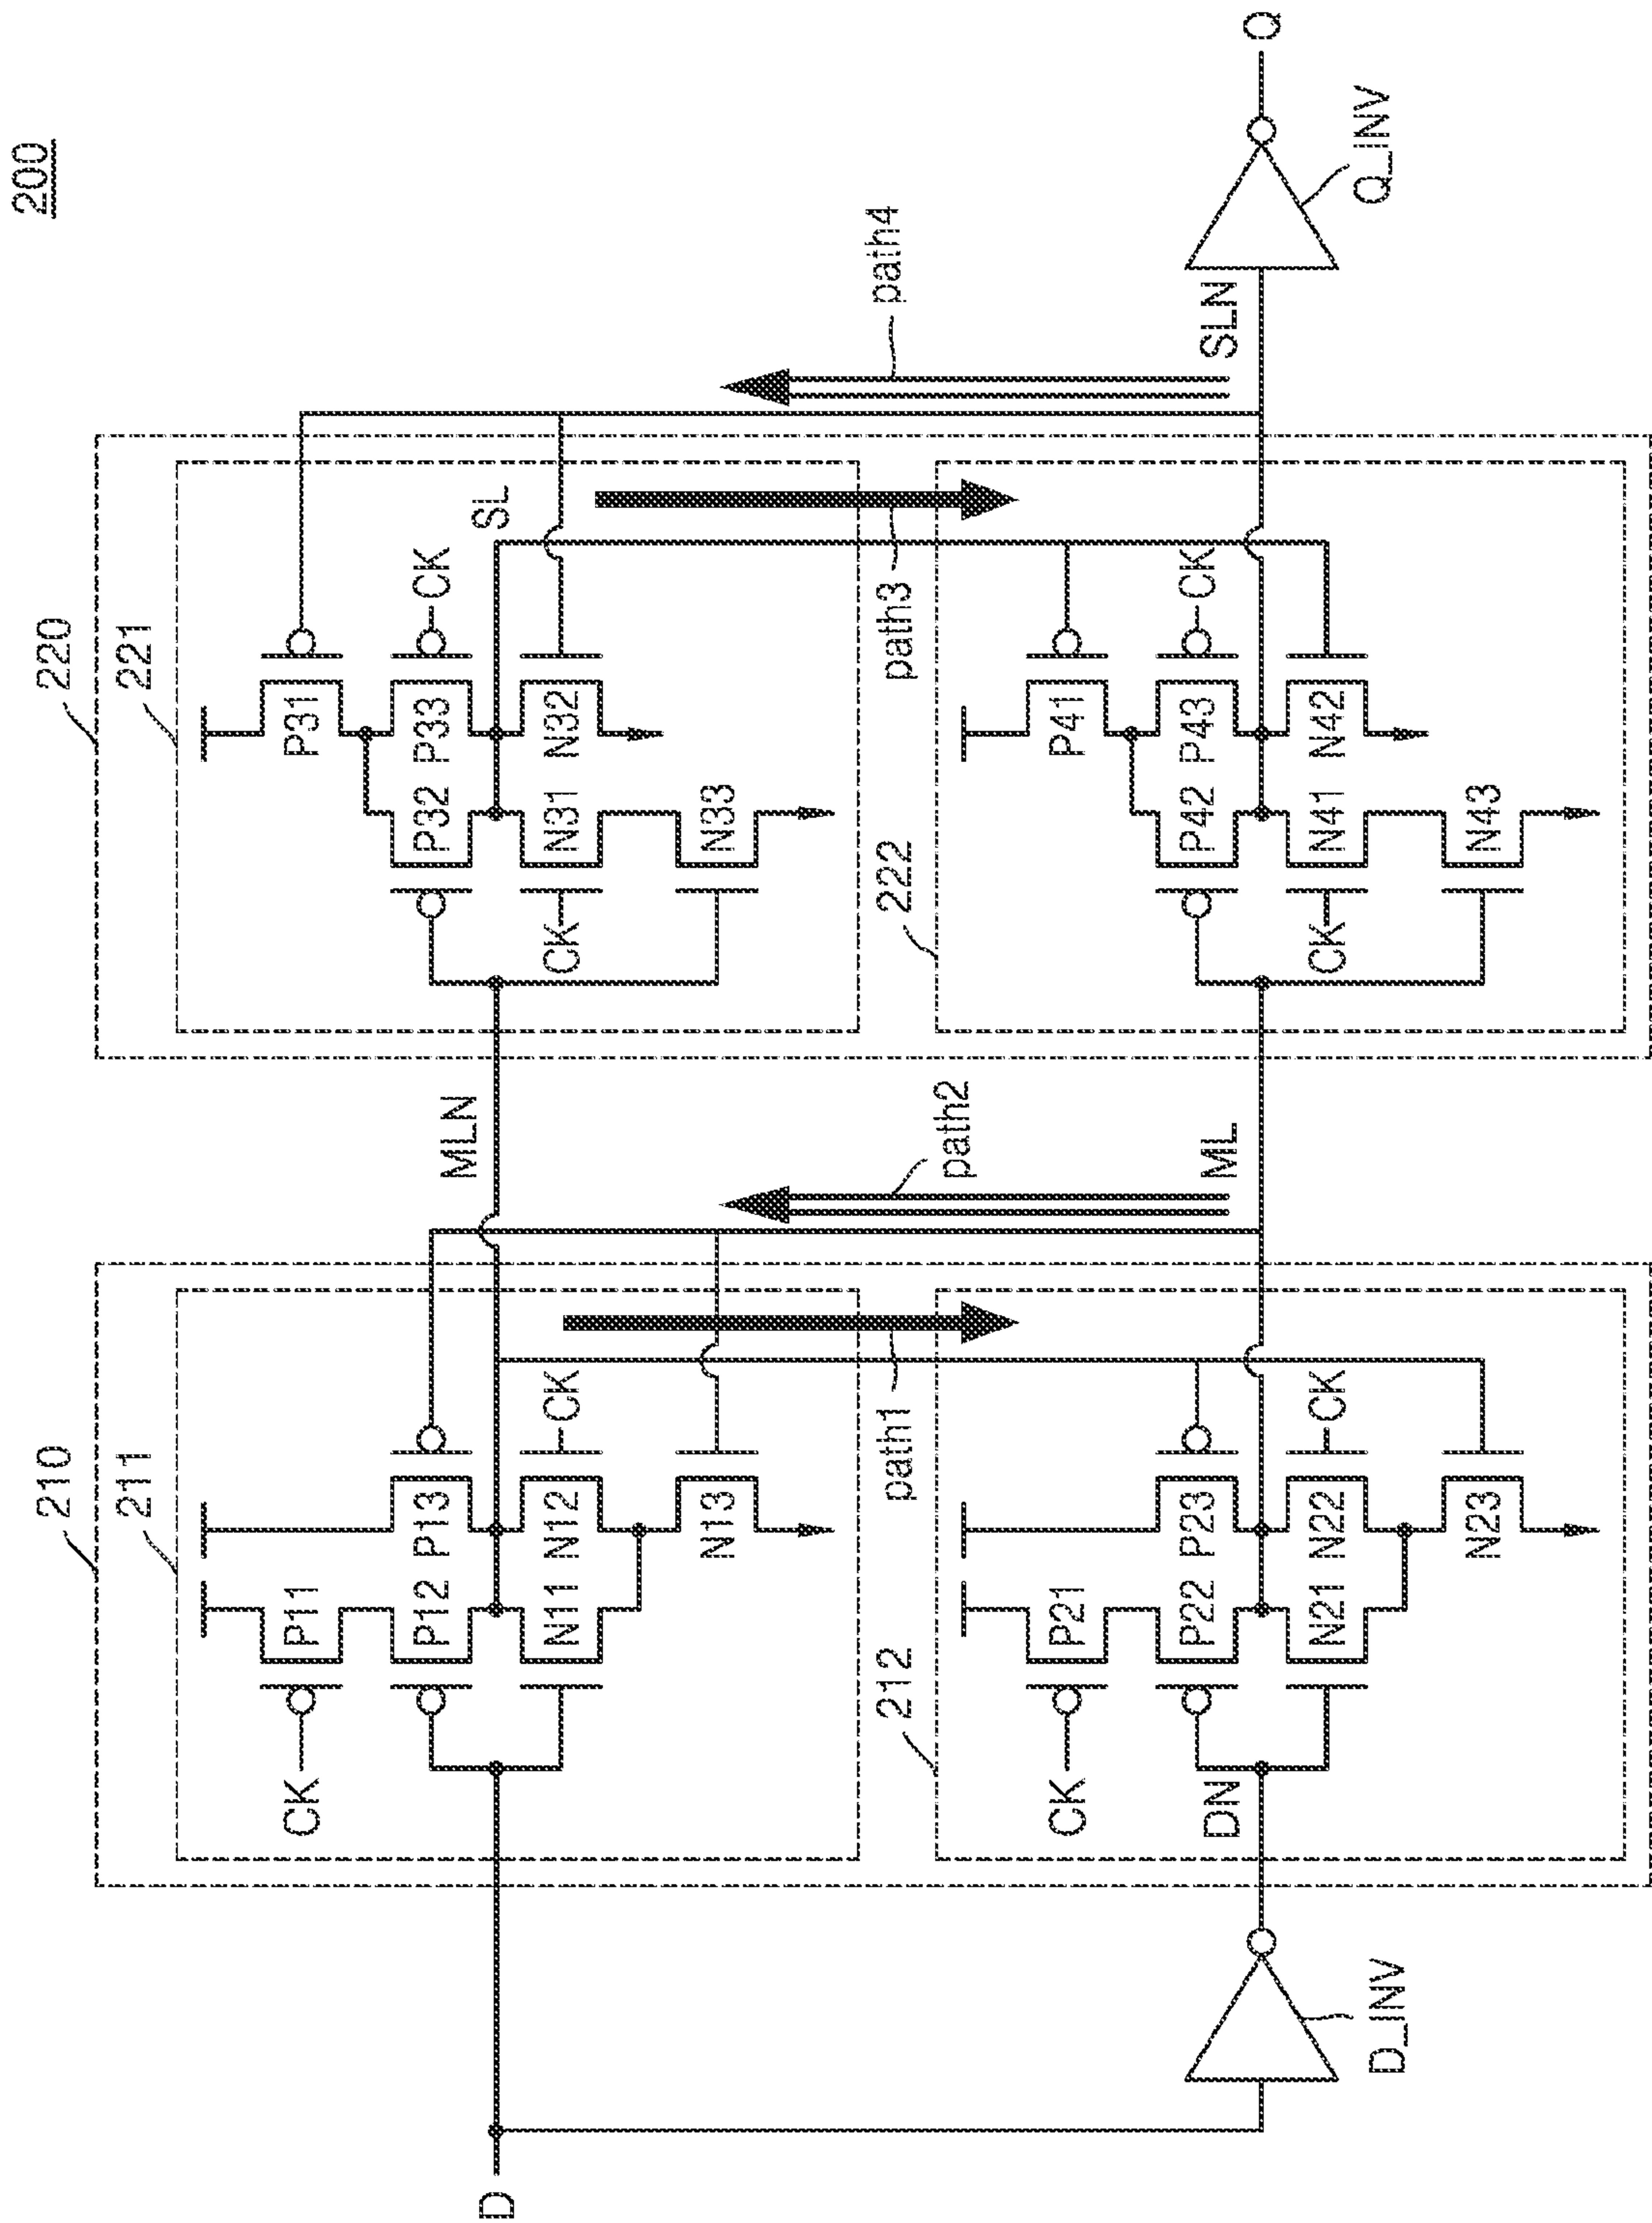 200
210
211
CK
P11
P12
P13
N11
N12
CK
N13
D
MLN
path1
path2
212
CK
P21
DN
P22
P23
N21
N22
CK
N23
D_INV
ML
220
221
P31
P32
P33
CK
SL
CK
N31
N32
N33
path3
path4
222
P41
P42
P43
CK
CK
N41
N42
N43
SLN
Q_INV
Q